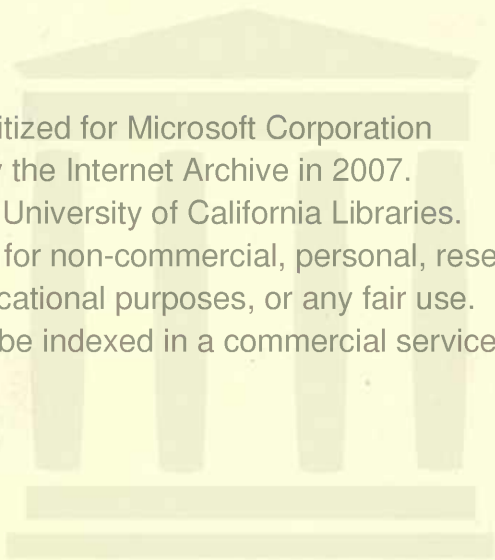 itized for Microsoft Corporation
the Internet Archive in 2007.
University of California Libraries.
for non-commercial, personal, rese
cational purposes, or any fair use.
be indexed in a commercial service